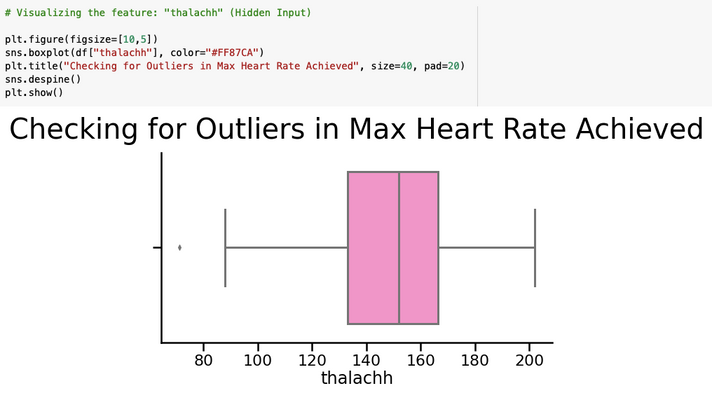 # Visualizing the feature: "thalachh" (Hidden Input)
plt.figure(figsize=[10,5])
sns.boxplot(df["thalachh"], color="#FF87CA")
plt.title("Checking for Outliers in Max Heart Rate Achieved", size=40, pad=20)
sns.despine()
plt.show()
Checking for Outliers in Max Heart Rate Achieved
80 100 120 140 160 180 200
thalachh